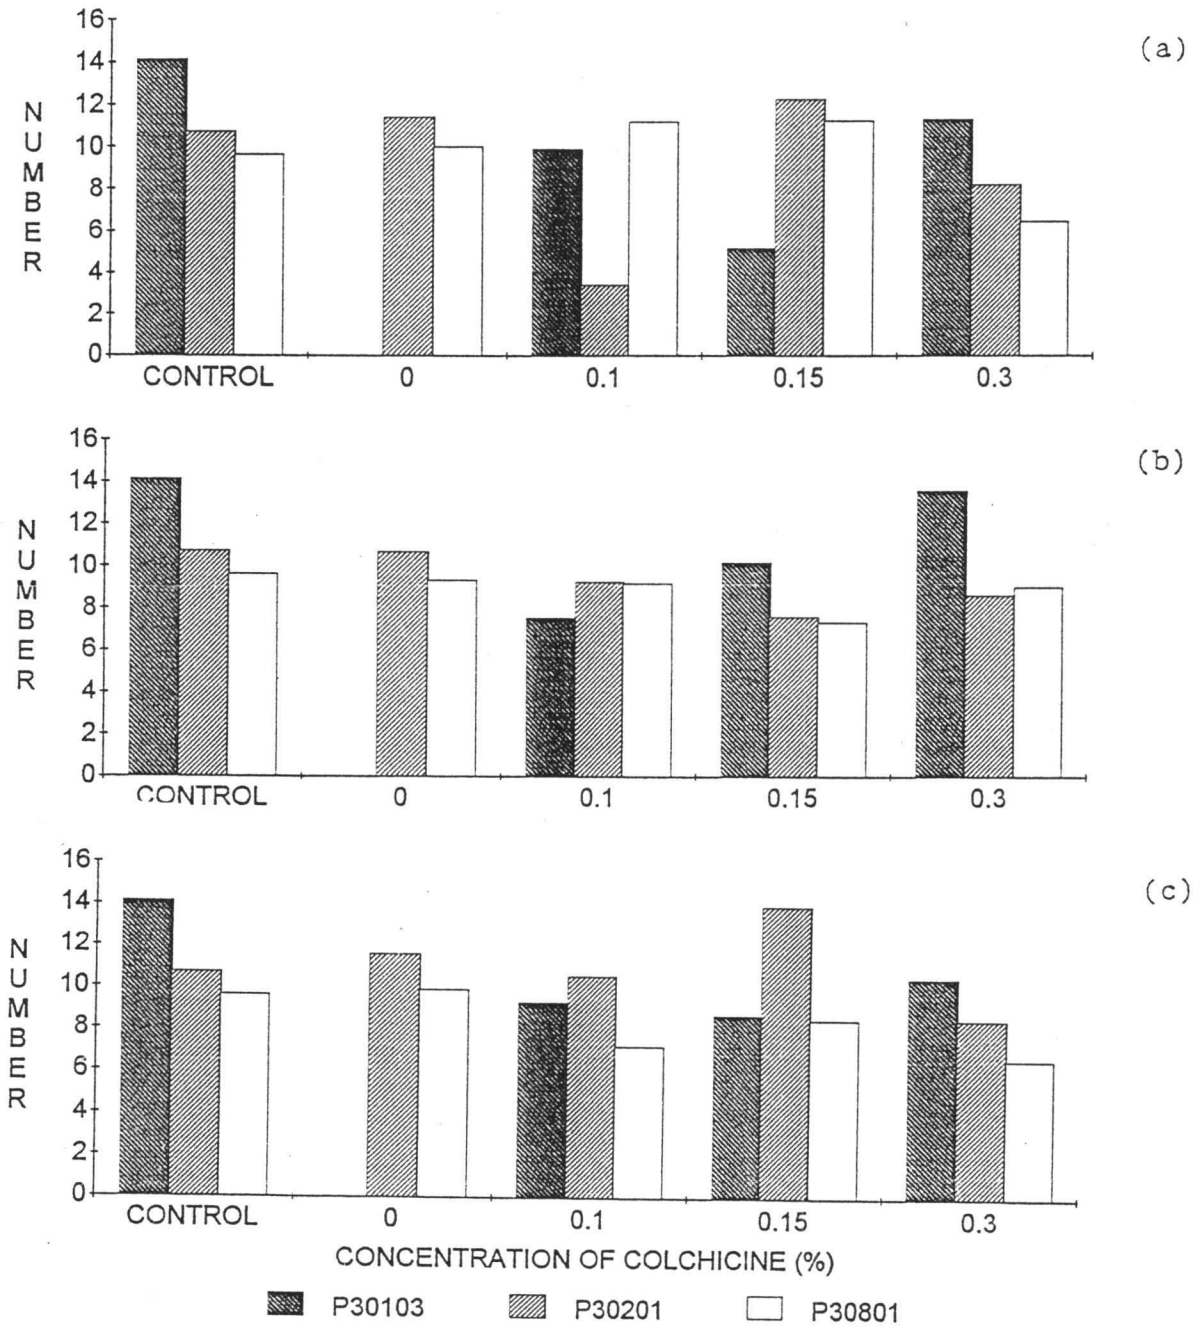 (a)
NUMBER
16
14
12
10
8
6
4
2
0
CONTROL 0 0.1 0.15 0.3
(b)
NUMBER
16
14
12
10
8
6
4
2
0
CONTROL 0 0.1 0.15 0.3
(c)
NUMBER
16
14
12
10
8
6
4
2
0
CONTROL 0 0.1 0.15 0.3
CONCENTRATION OF COLCHICINE (%)
P30103 P30201 P30801